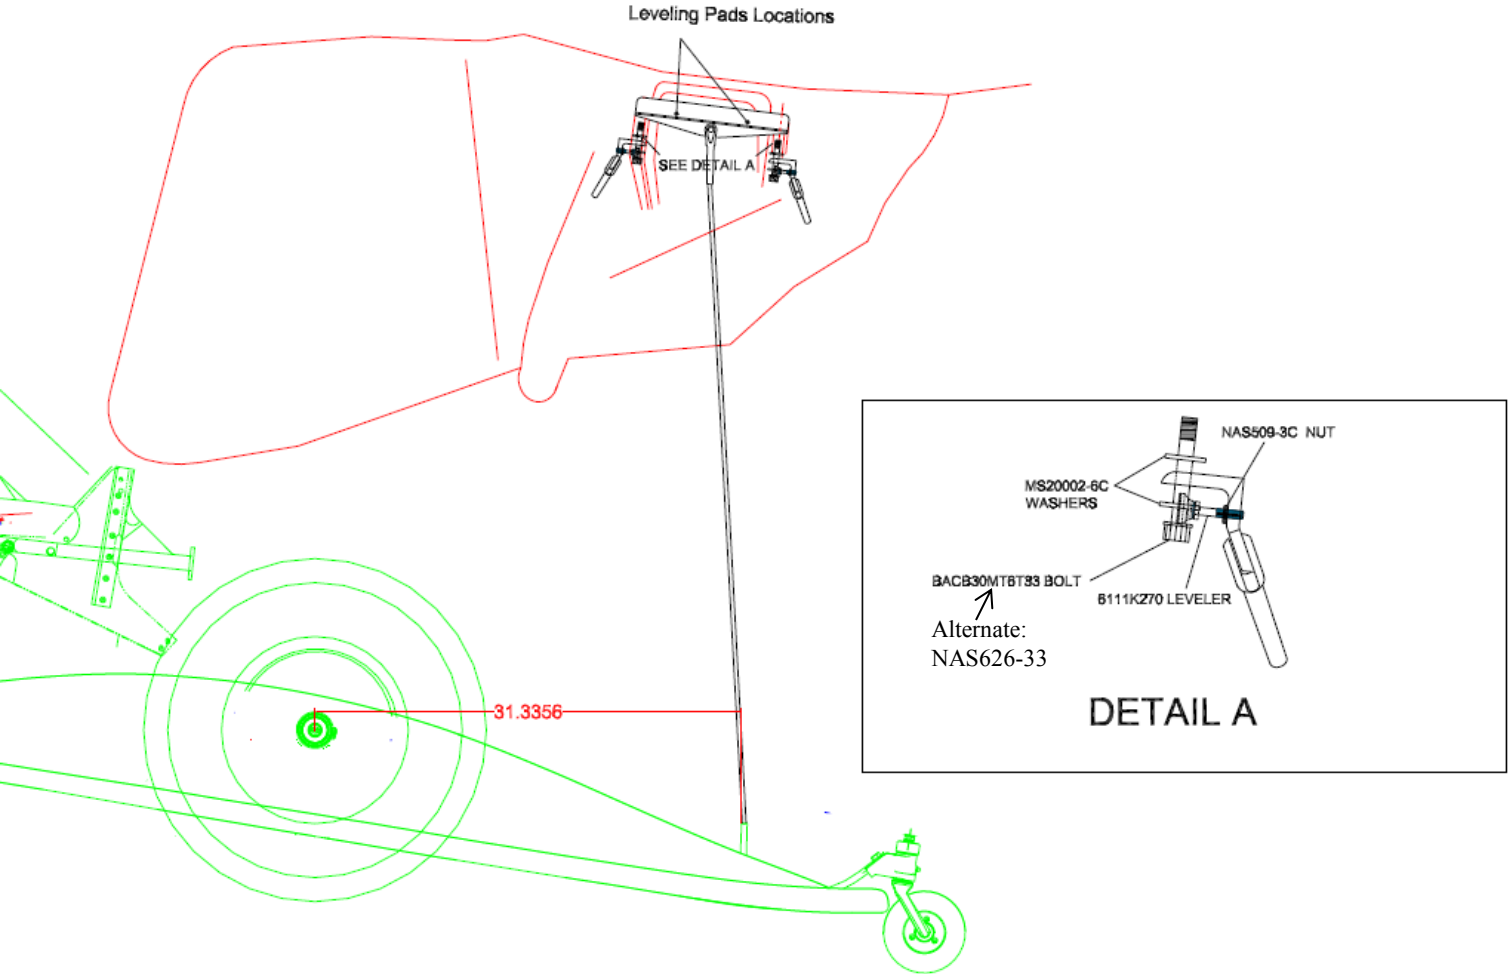 Leveling Pads Locations
SEE DETAIL A
31.3356
NAS509-3C NUT
MS20002-6C
WASHERS
BACB30MT6T33 BOLT
6111K270 LEVELER
Alternate:
NAS626-33
DETAIL A